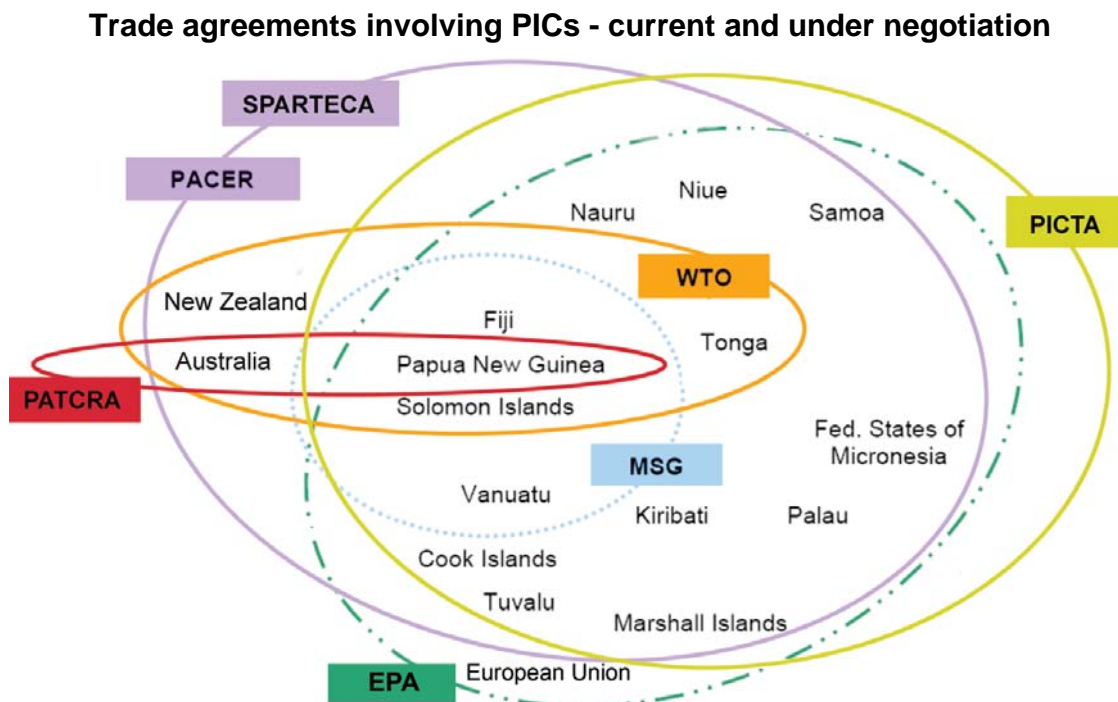 Trade agreements involving PICs - current and under negotiation
SPARTECA
PACER
Niue
Nauru
Samoa
PICTA
WTO
New Zealand
Fiji
Tonga
Australia
Papua New Guinea
PATCRA
Solomon Islands
Fed. States of
Micronesia
MSG
Vanuatu
Kiribati
Palau
Cook Islands
Tuvalu
Marshall Islands
European Union
EPA